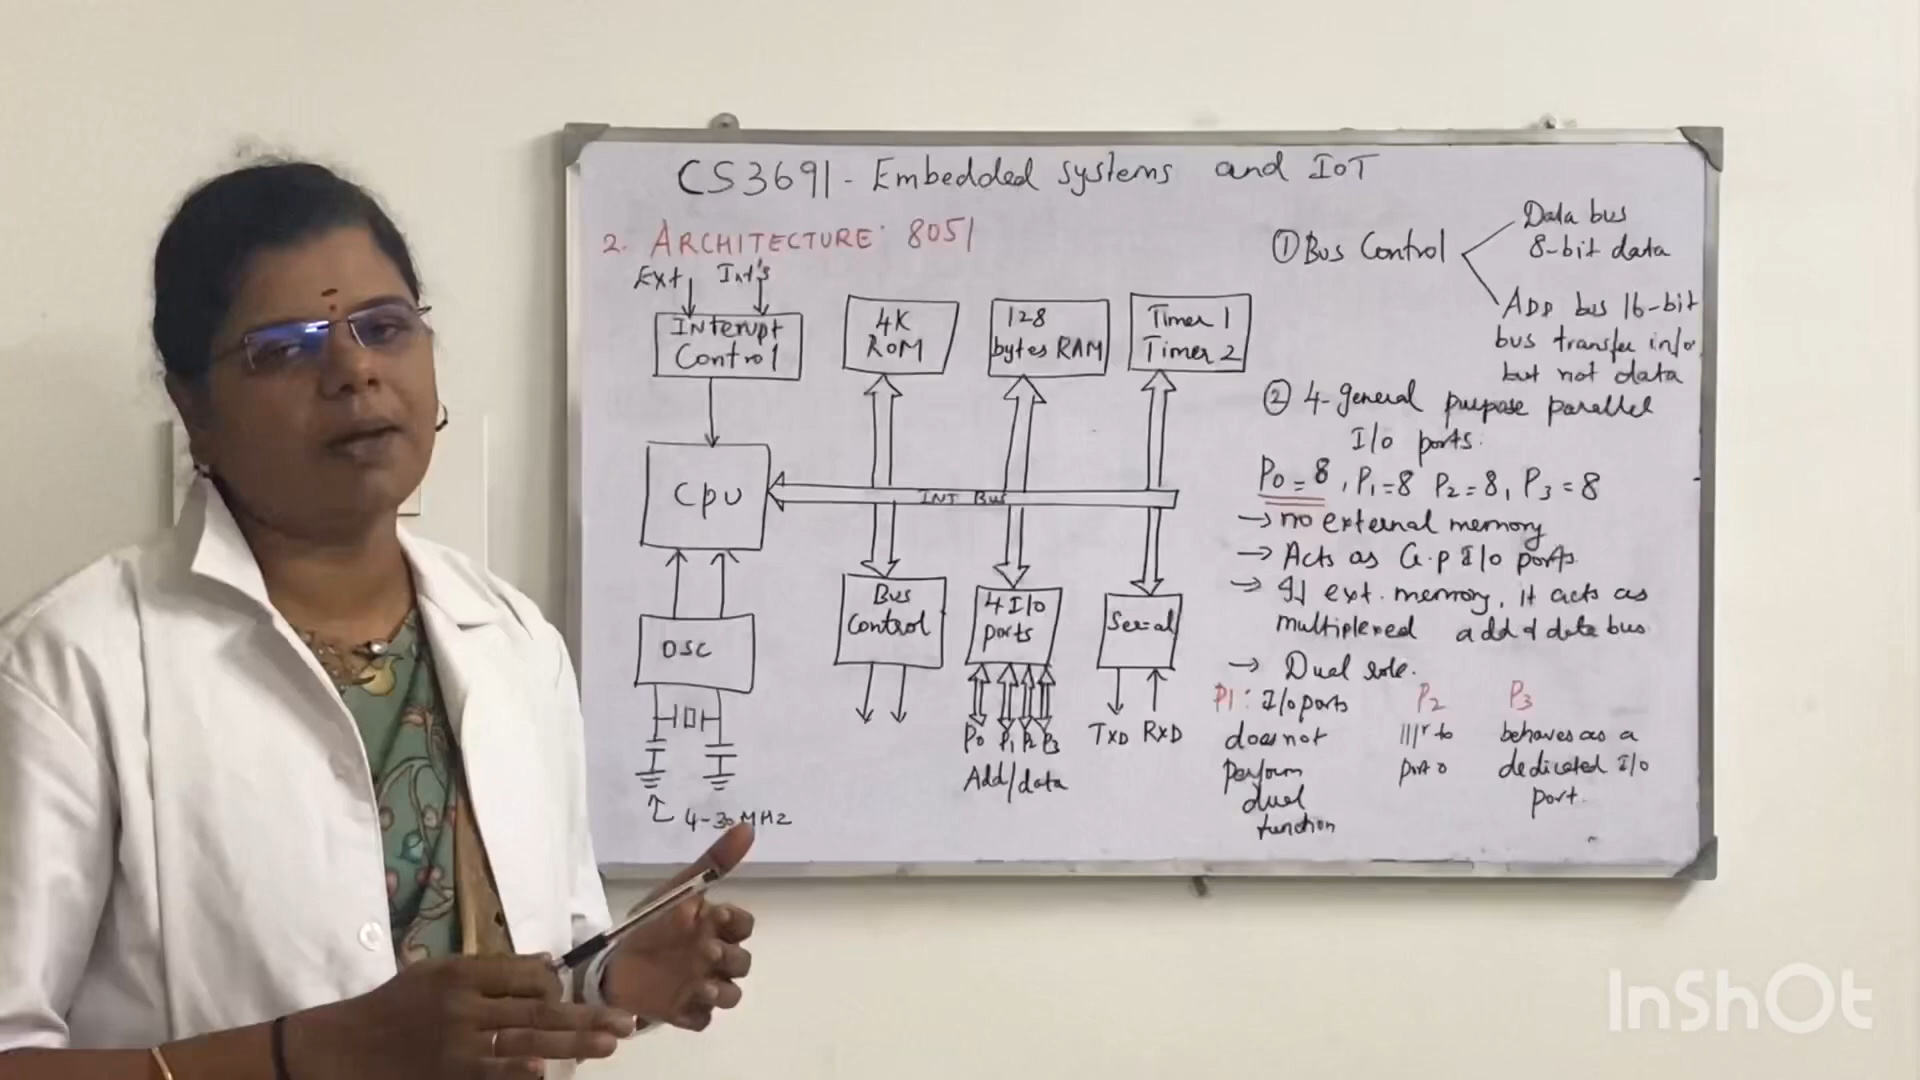 CS3691 - Embedded systems and IoT
2. ARCHITECTURE: 8051
Ext Int's
INterupt
Control
4K
ROM
128
bytes RAM
Timer 1
Timer 2
CPU
INT Bus
OSC
Bus
Control
4 I/o
ports
Serial
P0 P1 P2 P3
Add/data
TXD RXD
4-30MHz
① Bus Control
Data bus
8-bit data
ADD bus 16-bit
bus transfer info
but not data
② 4-general purpose parallel
I/o ports.
P0 = 8, P1=8 P2=8, P3=8
→ no external memory
→ Acts as G.p I/o ports.
→ If ext. memory, it acts as
multiplexed add & data bus
→ Dual role.
P1: I/o ports
does not
perform
dual
function
P2
|||r to
port 0
P3
behaves as a
dedicated I/o
port.
InShOt